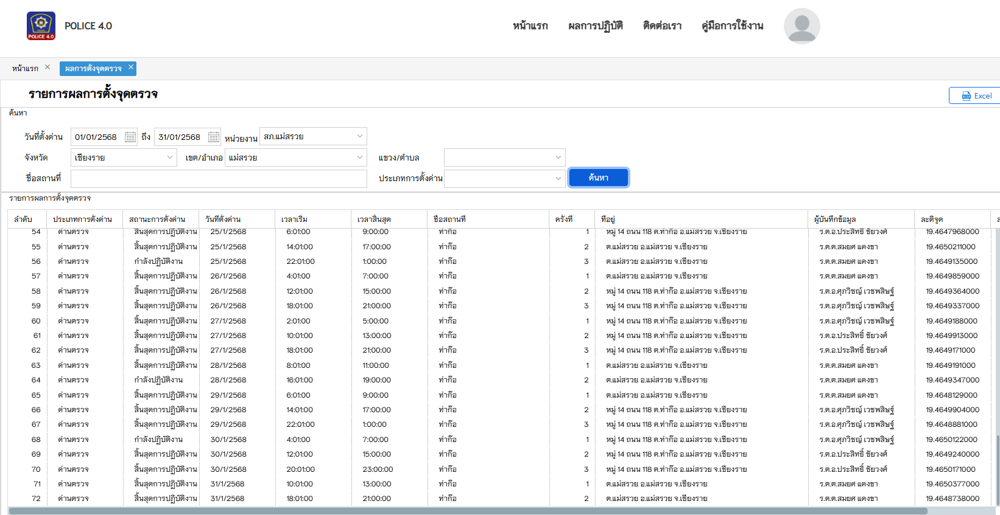 POLICE 4.0 POLICE 4.0 หน้าแรก ผลการปฏิบัติ ติดต่อเรา คู่มือการใช้งาน
หน้าแรก × ผลการตั้งจุดตรวจ ×
รายการผลการตั้งจุดตรวจ XLSX Excel
ค้นหา
วันที่ตั้งด่าน 01/01/2568 ถึง 31/01/2568 หน่วยงาน สภ.แม่สรวย
จังหวัด เชียงราย เขต/อำเภอ แม่สรวย แขวง/ตำบล
ชื่อสถานที่ ประเภทการตั้งด่าน ค้นหา
รายการผลการตั้งจุดตรวจ
ลำดับ ประเภทการตั้งด่าน สถานะการตั้งด่าน วันที่ตั้งด่าน เวลาเริ่ม เวลาสิ้นสุด ชื่อสถานที่ ครั้งที่ ที่อยู่ ผู้บันทึกข้อมูล ละติจูด
54 ด่านตรวจ สิ้นสุดการปฏิบัติงาน 25/1/2568 6:01:00 9:00:00 ท่าก๊อ 1 หมู่ 14 ถนน 118 ต.ท่าก๊อ อ.แม่สรวย จ.เชียงราย ร.ต.อ.ประสิทธิ์ ชัยวงศ์ 19.4647968000
55 ด่านตรวจ สิ้นสุดการปฏิบัติงาน 25/1/2568 14:01:00 17:00:00 ท่าก๊อ 2 ต.แม่สรวย อ.แม่สรวย จ.เชียงราย ร.ต.ต.สมยศ แดงขา 19.4650211000
56 ด่านตรวจ กำลังปฏิบัติงาน 25/1/2568 22:01:00 1:00:00 ท่าก๊อ 3 ต.แม่สรวย อ.แม่สรวย จ.เชียงราย ร.ต.ต.สมยศ แดงขา 19.4649135000
57 ด่านตรวจ สิ้นสุดการปฏิบัติงาน 26/1/2568 4:01:00 7:00:00 ท่าก๊อ 1 ต.แม่สรวย อ.แม่สรวย จ.เชียงราย ร.ต.ต.สมยศ แดงขา 19.4649859000
58 ด่านตรวจ สิ้นสุดการปฏิบัติงาน 26/1/2568 12:01:00 15:00:00 ท่าก๊อ 2 หมู่ 14 ถนน 118 ต.ท่าก๊อ อ.แม่สรวย จ.เชียงราย ร.ต.อ.ศุภวิชญ์ เวชพสิษฐ์ 19.4649364000
59 ด่านตรวจ สิ้นสุดการปฏิบัติงาน 26/1/2568 18:01:00 21:00:00 ท่าก๊อ 3 หมู่ 14 ถนน 118 ต.ท่าก๊อ อ.แม่สรวย จ.เชียงราย ร.ต.อ.ศุภวิชญ์ เวชพสิษฐ์ 19.4649337000
60 ด่านตรวจ สิ้นสุดการปฏิบัติงาน 27/1/2568 2:01:00 5:00:00 ท่าก๊อ 1 หมู่ 14 ถนน 118 ต.ท่าก๊อ อ.แม่สรวย จ.เชียงราย ร.ต.อ.ศุภวิชญ์ เวชพสิษฐ์ 19.4649188000
61 ด่านตรวจ สิ้นสุดการปฏิบัติงาน 27/1/2568 10:01:00 13:00:00 ท่าก๊อ 2 หมู่ 14 ถนน 118 ต.ท่าก๊อ อ.แม่สรวย จ.เชียงราย ร.ต.อ.ประสิทธิ์ ชัยวงศ์ 19.4649913000
62 ด่านตรวจ สิ้นสุดการปฏิบัติงาน 27/1/2568 18:01:00 21:00:00 ท่าก๊อ 3 หมู่ 14 ถนน 118 ต.ท่าก๊อ อ.แม่สรวย จ.เชียงราย ร.ต.อ.ประสิทธิ์ ชัยวงศ์ 19.4649171000
63 ด่านตรวจ สิ้นสุดการปฏิบัติงาน 28/1/2568 8:01:00 11:00:00 ท่าก๊อ 1 ต.แม่สรวย อ.แม่สรวย จ.เชียงราย ร.ต.ต.สมยศ แดงขา 19.4649191000
64 ด่านตรวจ กำลังปฏิบัติงาน 28/1/2568 16:01:00 19:00:00 ท่าก๊อ 2 ต.แม่สรวย อ.แม่สรวย จ.เชียงราย ร.ต.ต.สมยศ แดงขา 19.4649347000
65 ด่านตรวจ สิ้นสุดการปฏิบัติงาน 29/1/2568 6:01:00 9:00:00 ท่าก๊อ 1 ต.แม่สรวย อ.แม่สรวย จ.เชียงราย ร.ต.ต.สมยศ แดงขา 19.4648129000
66 ด่านตรวจ สิ้นสุดการปฏิบัติงาน 29/1/2568 14:01:00 17:00:00 ท่าก๊อ 2 หมู่ 14 ถนน 118 ต.ท่าก๊อ อ.แม่สรวย จ.เชียงราย ร.ต.อ.ศุภวิชญ์ เวชพสิษฐ์ 19.4649904000
67 ด่านตรวจ สิ้นสุดการปฏิบัติงาน 29/1/2568 22:01:00 1:00:00 ท่าก๊อ 3 หมู่ 14 ถนน 118 ต.ท่าก๊อ อ.แม่สรวย จ.เชียงราย ร.ต.อ.ศุภวิชญ์ เวชพสิษฐ์ 19.4648881000
68 ด่านตรวจ กำลังปฏิบัติงาน 30/1/2568 4:01:00 7:00:00 ท่าก๊อ 1 หมู่ 14 ถนน 118 ต.ท่าก๊อ อ.แม่สรวย จ.เชียงราย ร.ต.อ.ศุภวิชญ์ เวชพสิษฐ์ 19.4650122000
69 ด่านตรวจ สิ้นสุดการปฏิบัติงาน 30/1/2568 12:01:00 15:00:00 ท่าก๊อ 2 หมู่ 14 ถนน 118 ต.ท่าก๊อ อ.แม่สรวย จ.เชียงราย ร.ต.อ.ประสิทธิ์ ชัยวงศ์ 19.4649240000
70 ด่านตรวจ สิ้นสุดการปฏิบัติงาน 30/1/2568 20:01:00 23:00:00 ท่าก๊อ 3 หมู่ 14 ถนน 118 ต.ท่าก๊อ อ.แม่สรวย จ.เชียงราย ร.ต.อ.ประสิทธิ์ ชัยวงศ์ 19.4650171000
71 ด่านตรวจ สิ้นสุดการปฏิบัติงาน 31/1/2568 10:01:00 13:00:00 ท่าก๊อ 1 ต.แม่สรวย อ.แม่สรวย จ.เชียงราย ร.ต.ต.สมยศ แดงขา 19.4650377000
72 ด่านตรวจ สิ้นสุดการปฏิบัติงาน 31/1/2568 18:01:00 21:00:00 ท่าก๊อ 2 ต.แม่สรวย อ.แม่สรวย จ.เชียงราย ร.ต.ต.สมยศ แดงขา 19.4648738000